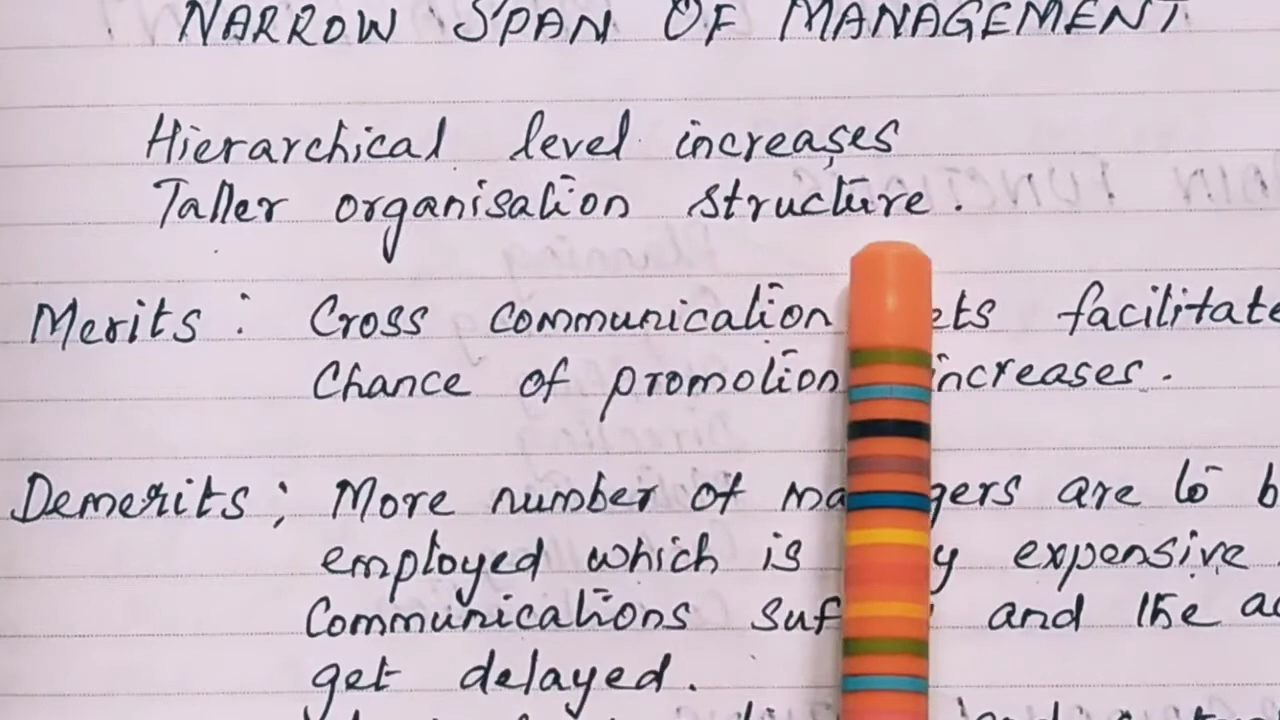 NARROW SPAN OF MANAGEMENT
Hierarchical level increases
Taller organisation structure.
Merits: Cross communication facilitate
Chance of promotion increases.
Demerits; More number of are to
employed which is expensive
Communications and the
get delayed.